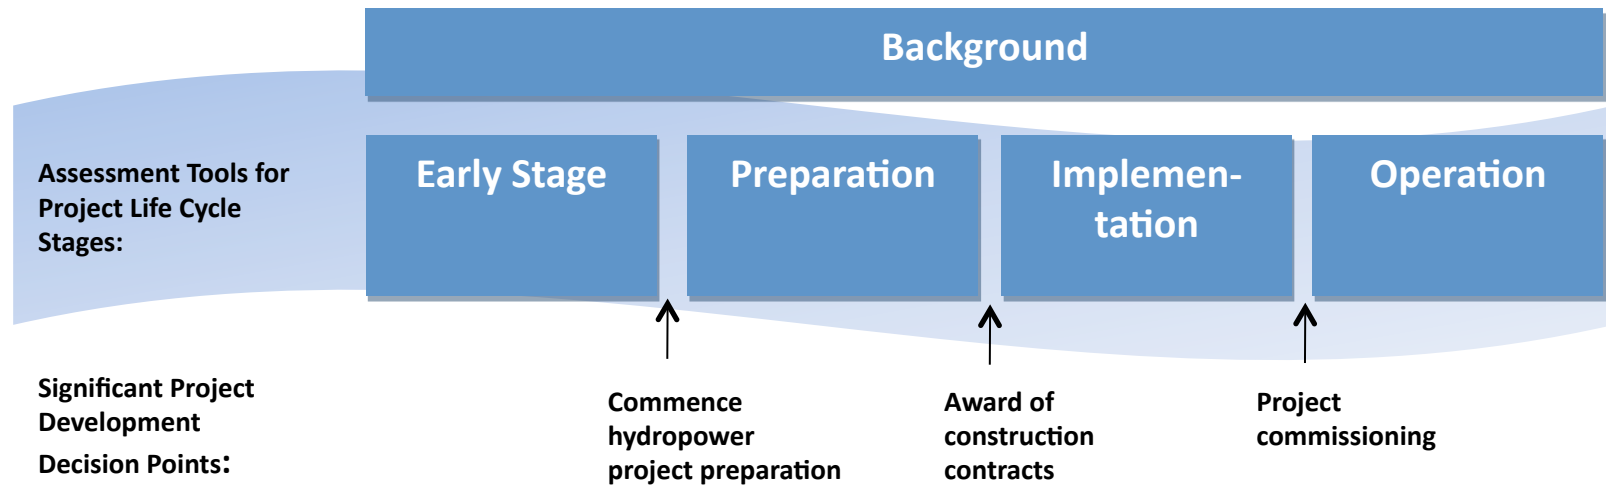 Background
Assessment Tools for
Project Life Cycle
Stages:
Early Stage
Preparation
Implemen-
tation
Operation
Significant Project
Development
Decision Points:
Commence
hydropower
project preparation
Award of
construction
contracts
Project
commissioning